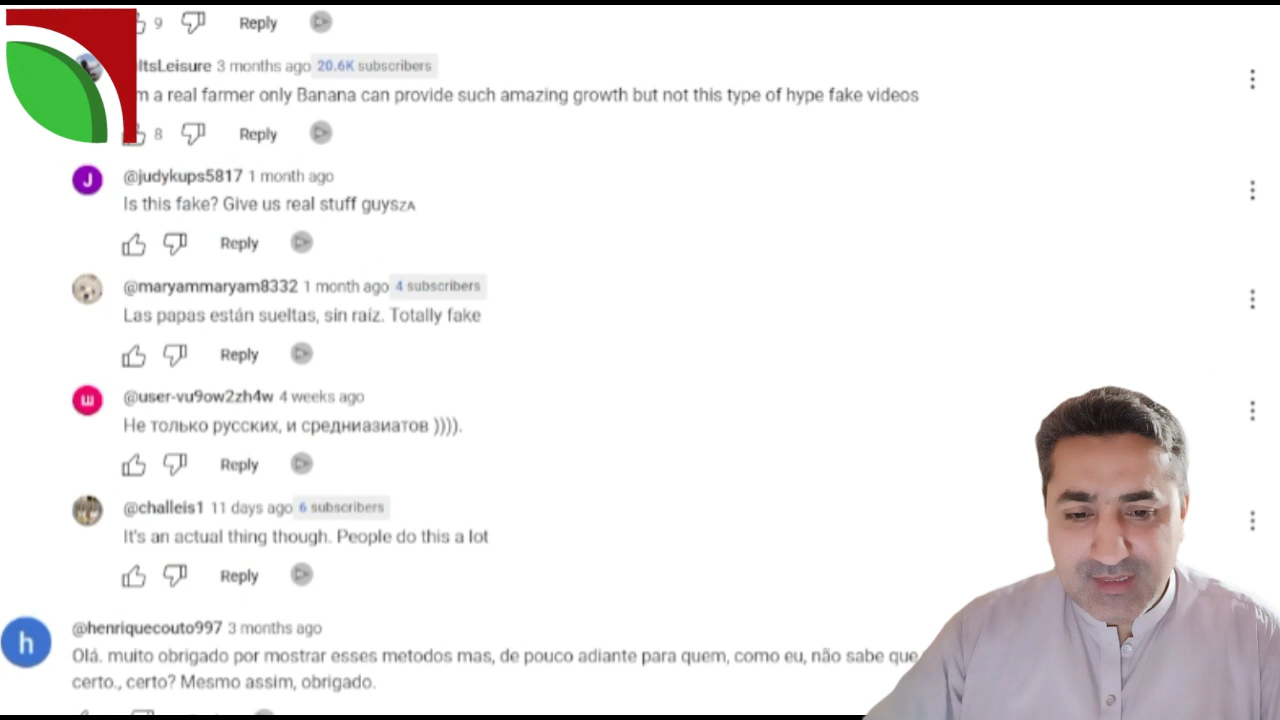 9 Reply
ItsLeisure 3 months ago 20.6K subscribers
m a real farmer only Banana can provide such amazing growth but not this type of hype fake videos
8 Reply
J @judykups5817 1 month ago
Is this fake? Give us real stuff guysZA
Reply
@maryammaryam8332 1 month ago 4 subscribers
Las papas están sueltas, sin raíz. Totally fake
Reply
ш @user-vu9ow2zh4w 4 weeks ago
Не только русских, и средниазиатов )))).
Reply
@challeis1 11 days ago 6 subscribers
It's an actual thing though. People do this a lot
Reply
h @henriquecouto997 3 months ago
Olá. muito obrigado por mostrar esses metodos mas, de pouco adiante para quem, como eu, não sabe que
certo., certo? Mesmo assim, obrigado.